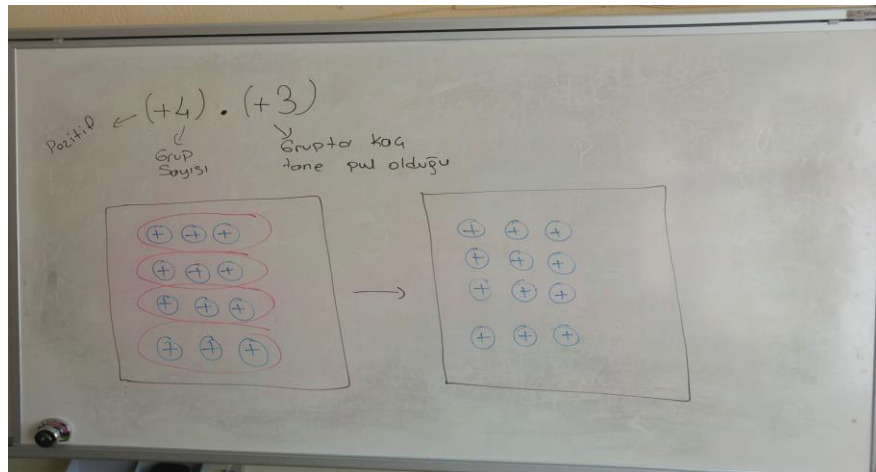 (+4) . (+3)
Pozitif
Grup
Sayısı
Grupta kaç
tane pul olduğu
+ + +
+ + +
+ + +
+ + +
+ + +
+ + +
+ + +
+ + +